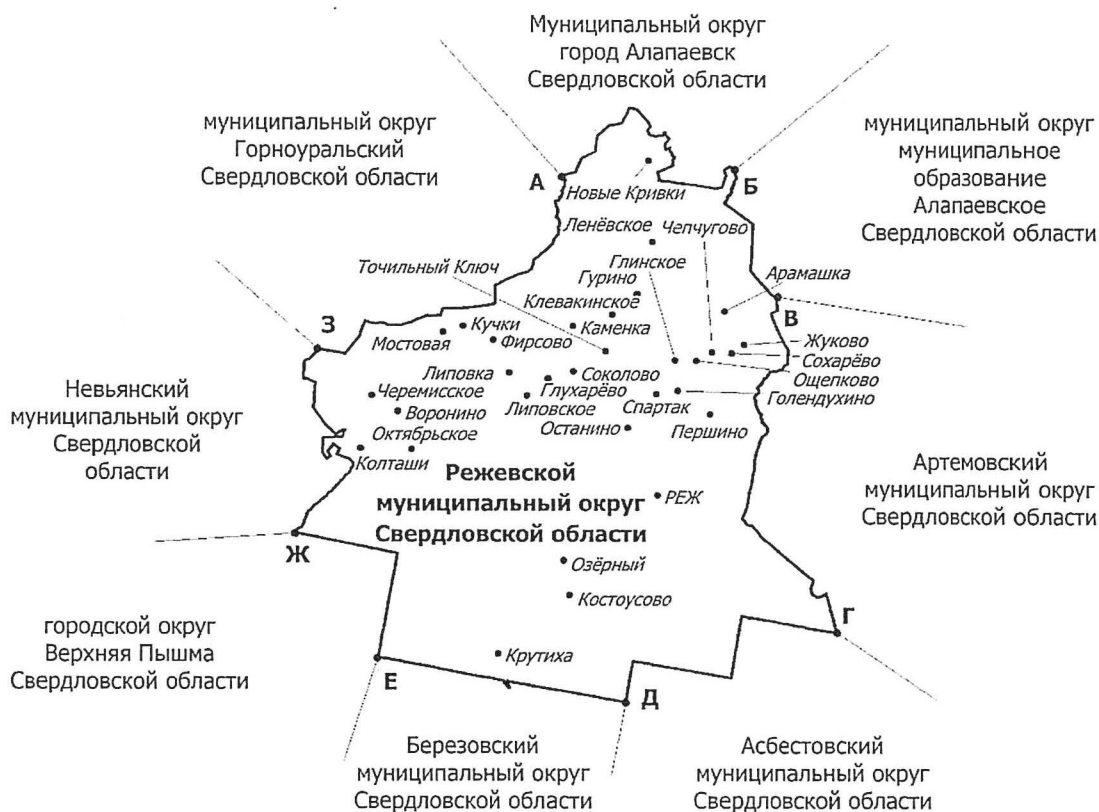 Муниципальный округ
город Алапаевск
Свердловской области
муниципальный округ
Горноуральский
Свердловской области
муниципальный округ
муниципальное
образование
Алапаевское
Свердловской области
А
Б
Новые Кривки
Ленёвское
Чепчугово
Точильный Ключ
Глинское
Гурино
Арамашка
Клевакинское
В
З
Кучки
Каменка
Мостовая
Фирсово
Жуково
Сохарёво
Липовка
Соколово
Ощепково
Черемисское
Глухарёво
Голендухино
Воронино
Липовское
Спартак
Октябрьское
Останино
Першино
Колташи
Невьянский
муниципальный округ
Свердловской
области
Режевской
муниципальный округ
Свердловской области
РЕЖ
Артемовский
муниципальный округ
Свердловской области
Ж
Озёрный
Костоусово
городской округ
Верхняя Пышма
Свердловской области
Крутиха
Г
Е
Д
Березовский
муниципальный округ
Свердловской области
Асбестовский
муниципальный округ
Свердловской области